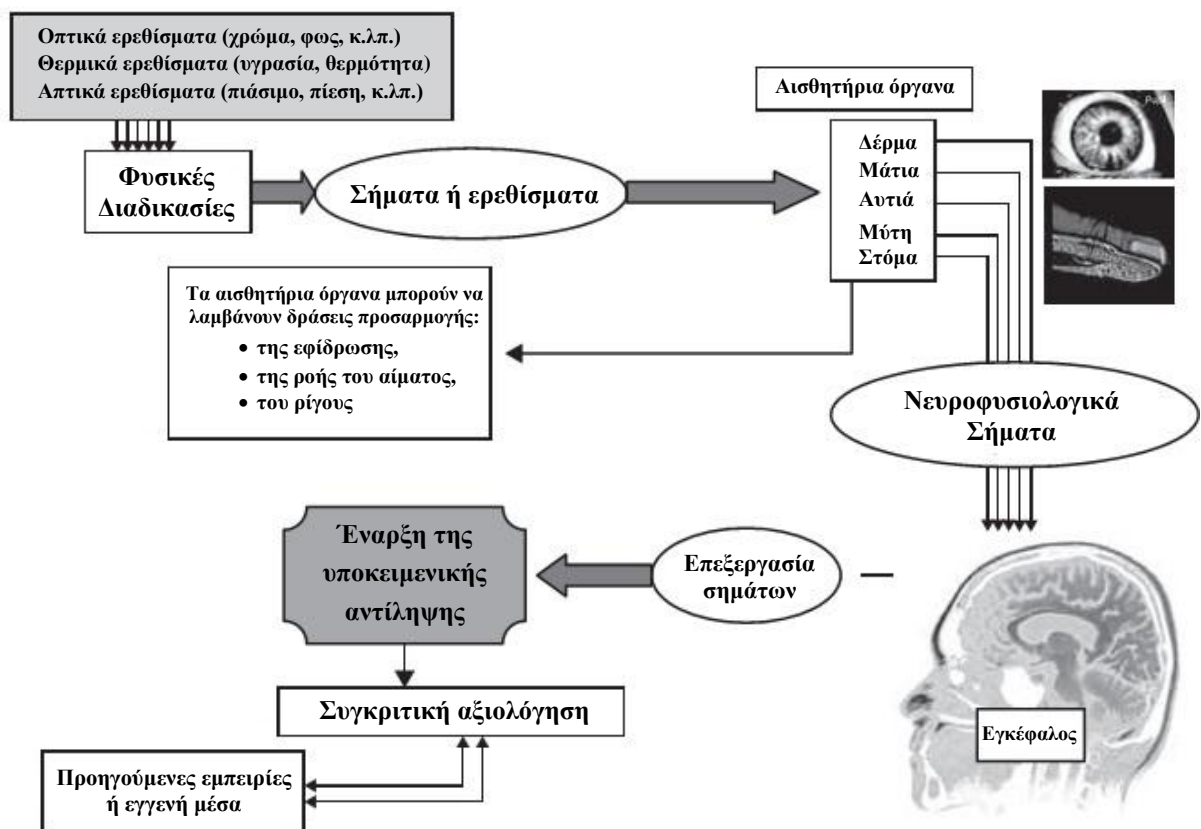 Οπτικά ερεθίσματα (χρώμα, φως, κ.λπ.)
Θερμικά ερεθίσματα (υγρασία, θερμότητα)
Απτικά ερεθίσματα (πιάσιμο, πίεση, κ.λπ.)
Φυσικές
Διαδικασίες
Σήματα ή ερεθίσματα
Αισθητήρια όργανα
Δέρμα
Μάτια
Αυτιά
Μύτη
Στόμα
Τα αισθητήρια όργανα μπορούν να
λαμβάνουν δράσεις προσαρμογής:
• της εφίδρωσης,
• της ροής του αίματος,
• του ρίγους
Νευροφυσιολογικά
Σήματα
Έναρξη της
υποκειμενικής
αντίληψης
Επεξεργασία
σημάτων
Συγκριτική αξιολόγηση
Εγκέφαλος
Προηγούμενες εμπειρίες
ή εγγενή μέσα